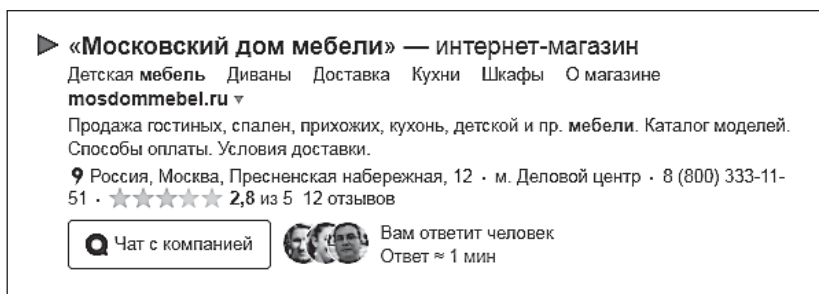 «Московский дом мебели» — интернет-магазин
Детская мебель Диваны Доставка Кухни Шкафы О магазине
mosdommebel.ru ▾
Продажа гостиных, спален, прихожих, кухонь, детской и пр. мебели. Каталог моделей.
Способы оплаты. Условия доставки.
Россия, Москва, Пресненская набережная, 12 · м. Деловой центр · 8 (800) 333-11-
51 · 2,8 из 5 12 отзывов
Чат с компанией
Вам ответит человек
Ответ ≈ 1 мин